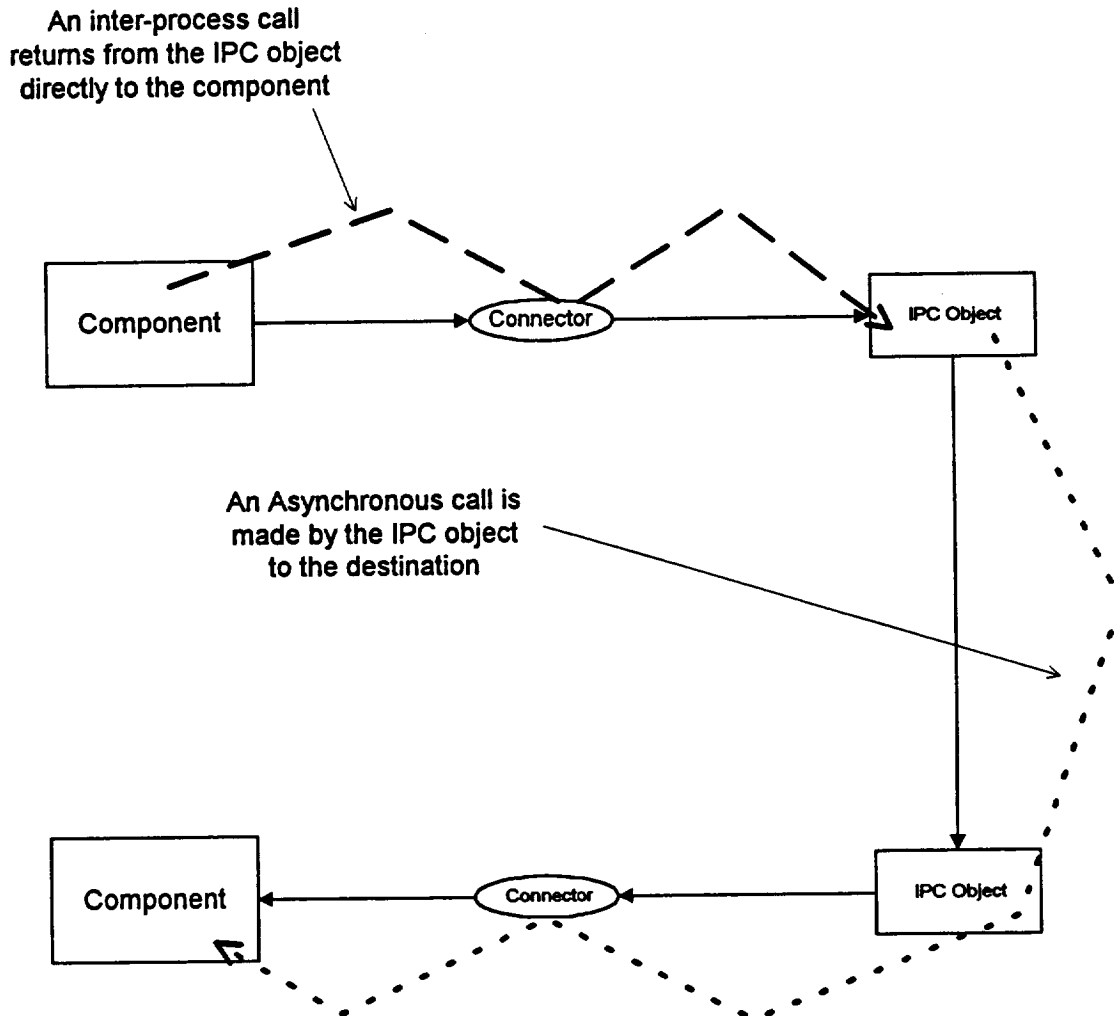 An inter-process call
returns from the IPC object
directly to the component
Component
Connector
IPC Object
An Asynchronous call is
made by the IPC object
to the destination
Component
Connector
IPC Object